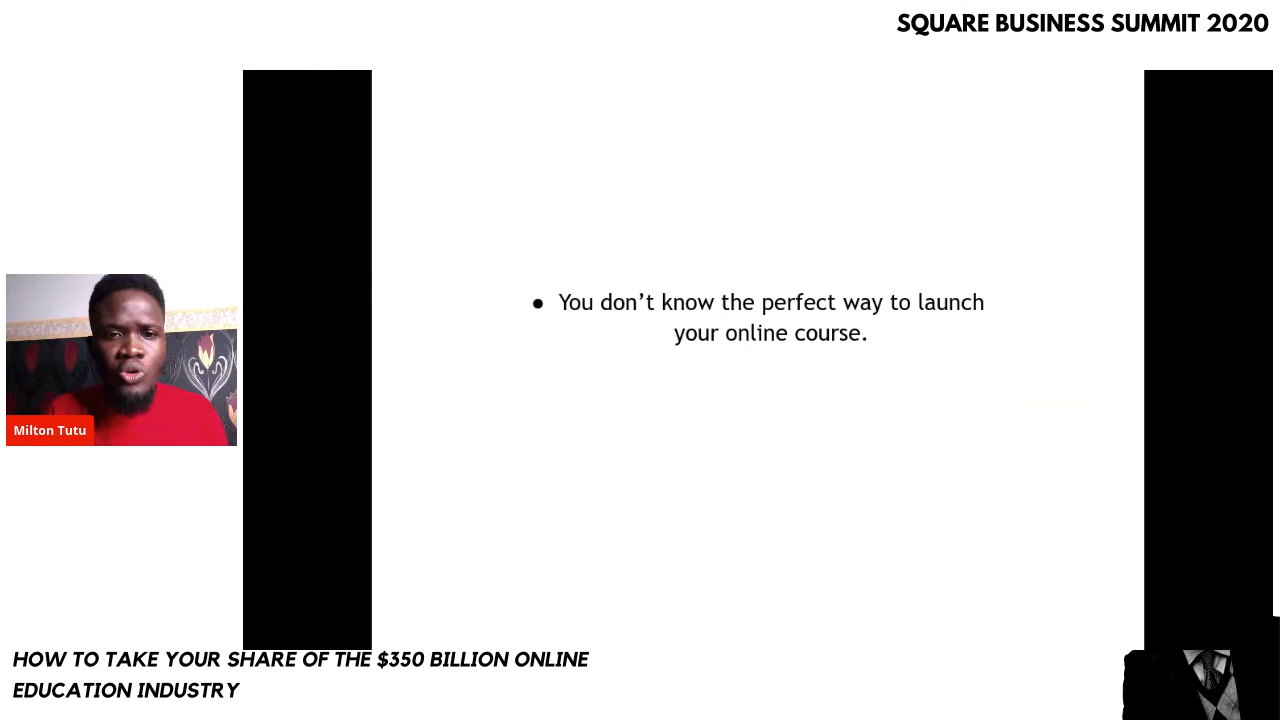 SQUARE BUSINESS SUMMIT 2020
● You don’t know the perfect way to launch
your online course.
Milton Tutu
HOW TO TAKE YOUR SHARE OF THE $350 BILLION ONLINE
EDUCATION INDUSTRY